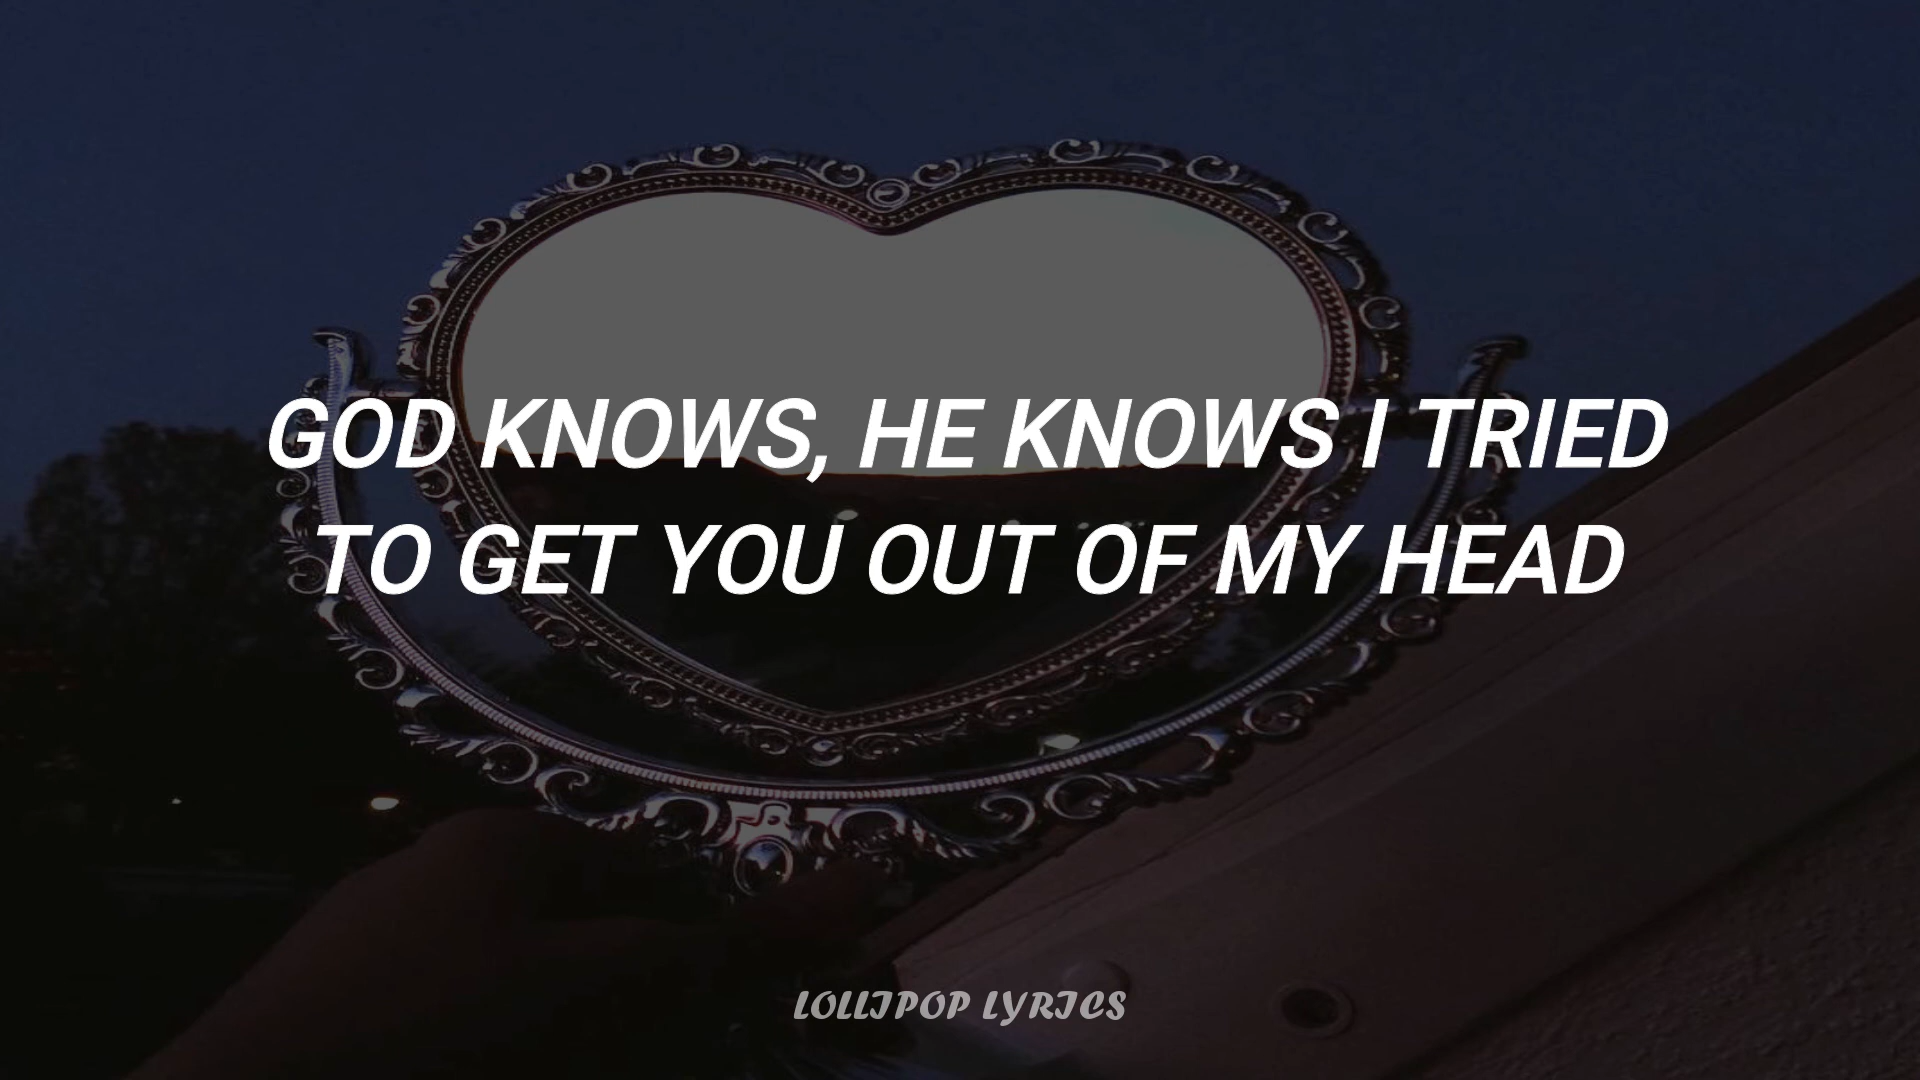 GOD KNOWS, HE KNOWS I TRIED
TO GET YOU OUT OF MY HEAD
LOLLIPOP LYRICS